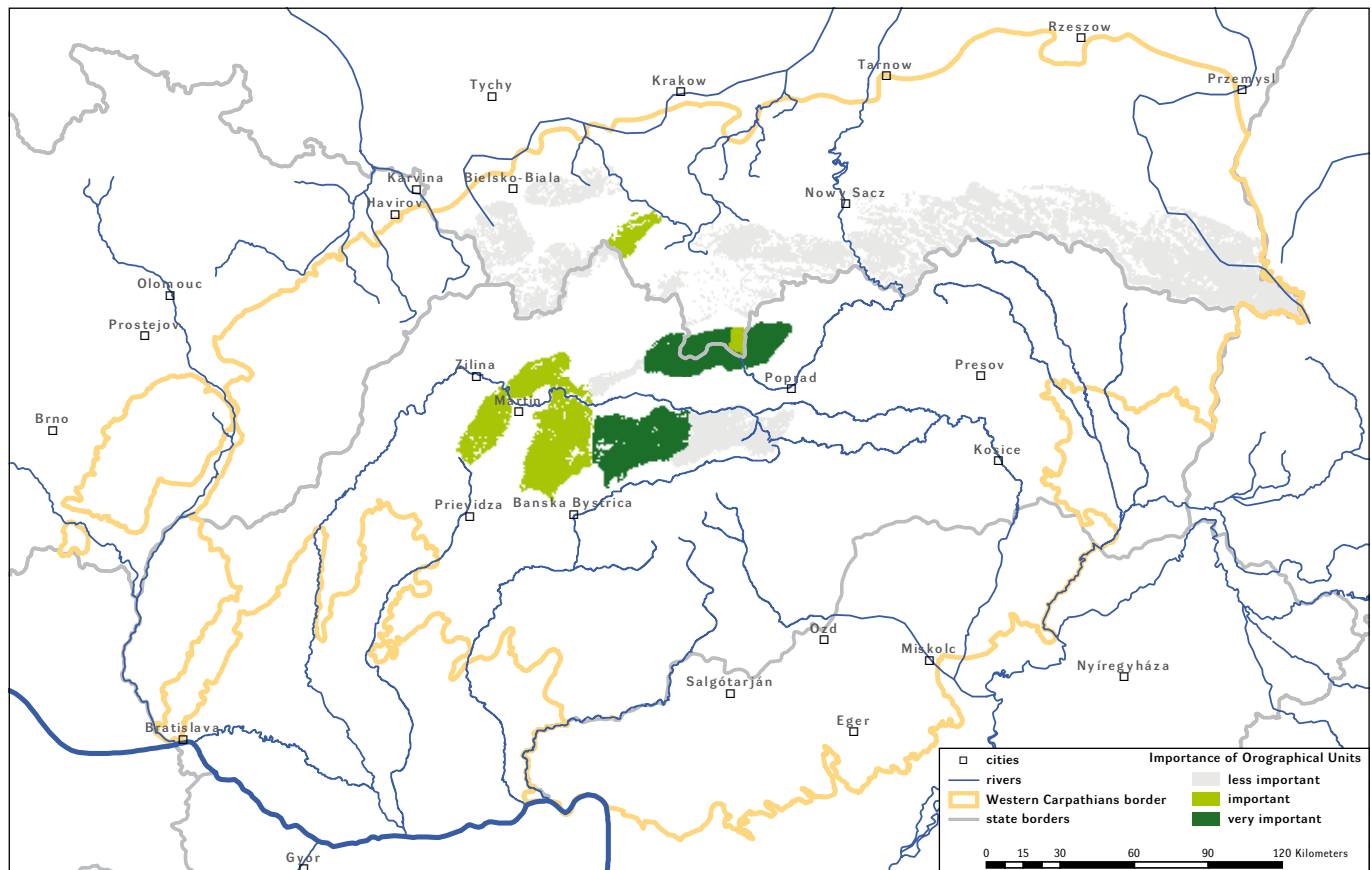 Rzeszow
Tarnow
Tychy
Krakow
Przemysl
Karvina
Bielsko-Biala
Havirov
Nowy Sacz
Olomouc
Prostejov
Zilina
Poprad
Presov
Martin
Brno
Kosice
Prievidza
Banska Bystrica
Ozd
Miskolc
Nyíregyháza
Salgótarján
Eger
Bratislava
Gyor
cities
rivers
Western Carpathians border
state borders
Importance of Orographical Units
less important
important
very important
0 15 30 60 90 120 Kilometers